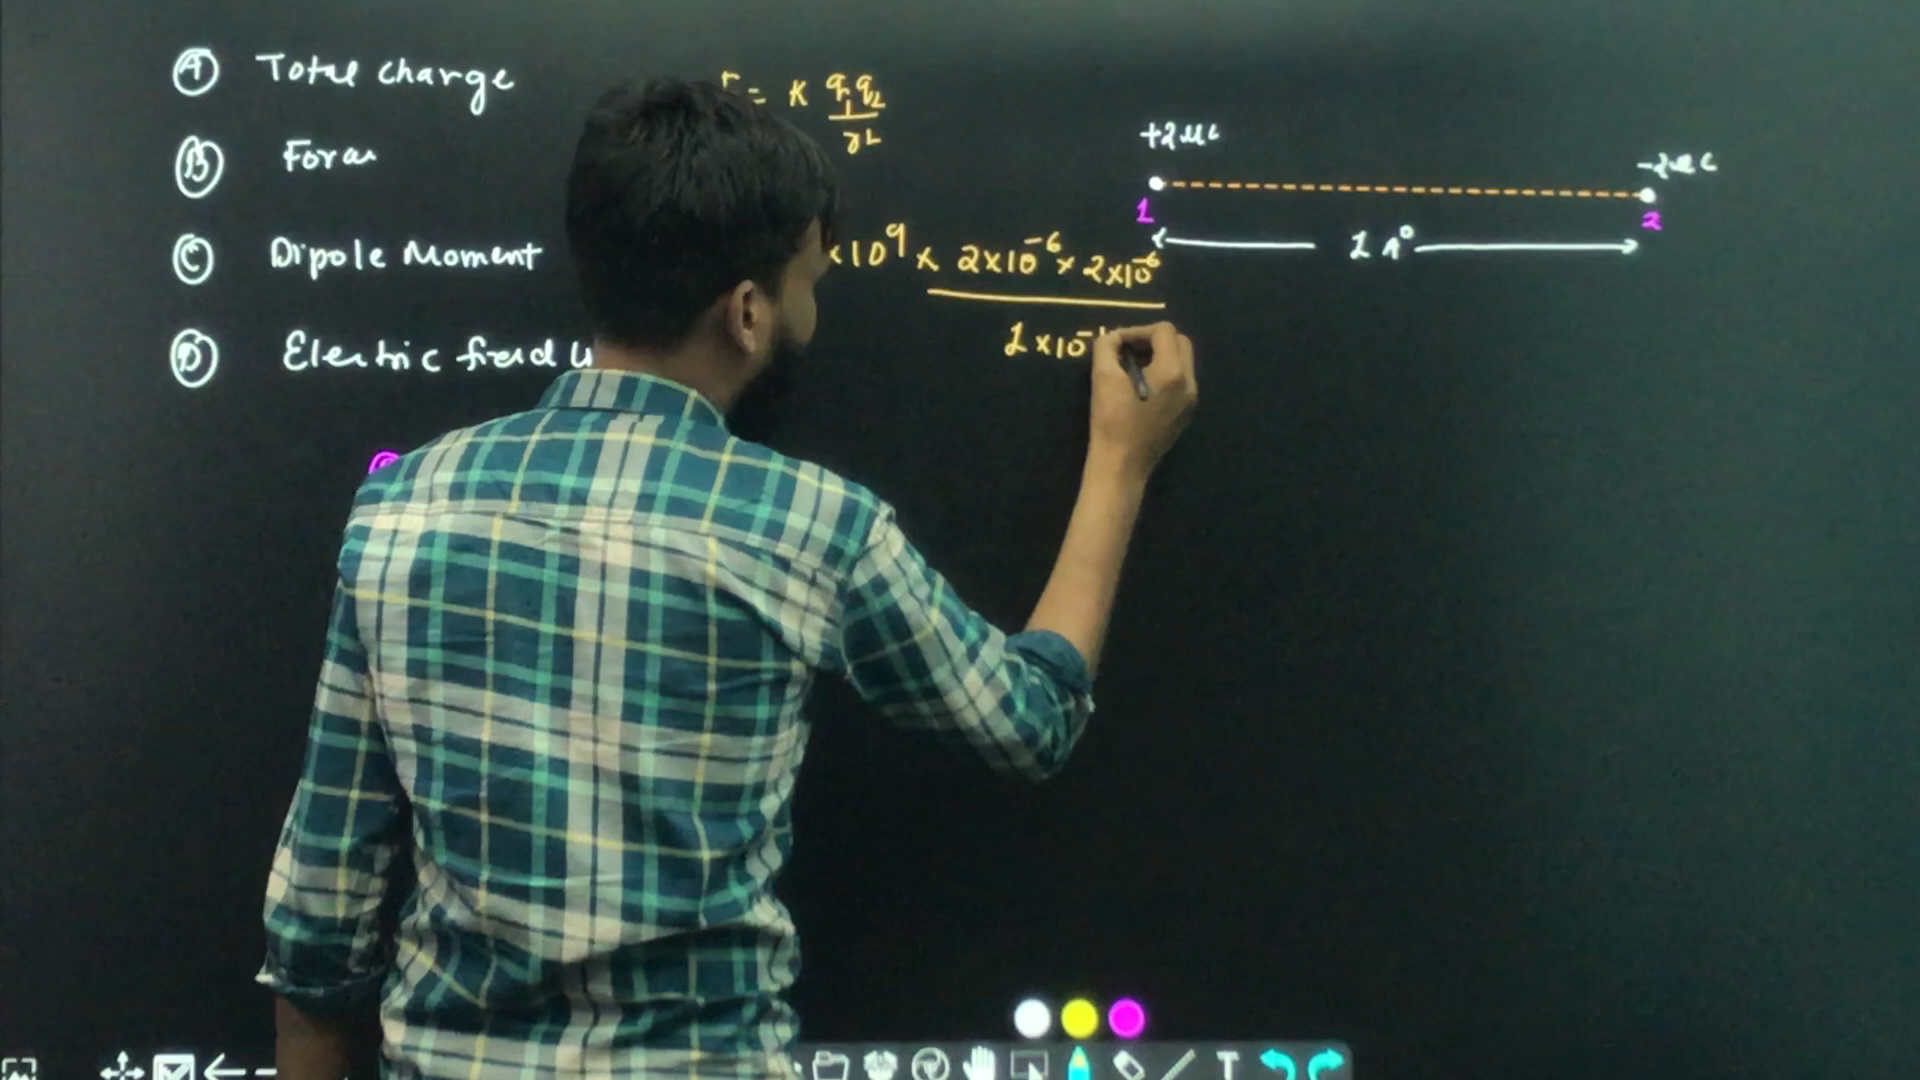 Ⓐ Total charge
= K q₁q₂
r²
Ⓑ Force
Ⓒ Dipole Moment
Ⓓ Electric field
×10⁹ × 2×10⁻⁶ × 2×10⁻⁶
1×10
+2μC
-2μC
1
2
1 A°
T